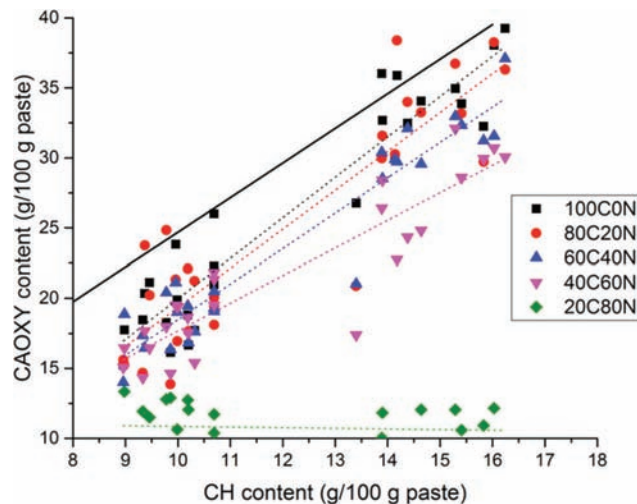 40
35
30
25
20
15
10
CAOXY content (g/100 g paste)
100C0N
80C20N
60C40N
40C60N
20C80N
8 9 10 11 12 13 14 15 16 17 18
CH content (g/100 g paste)